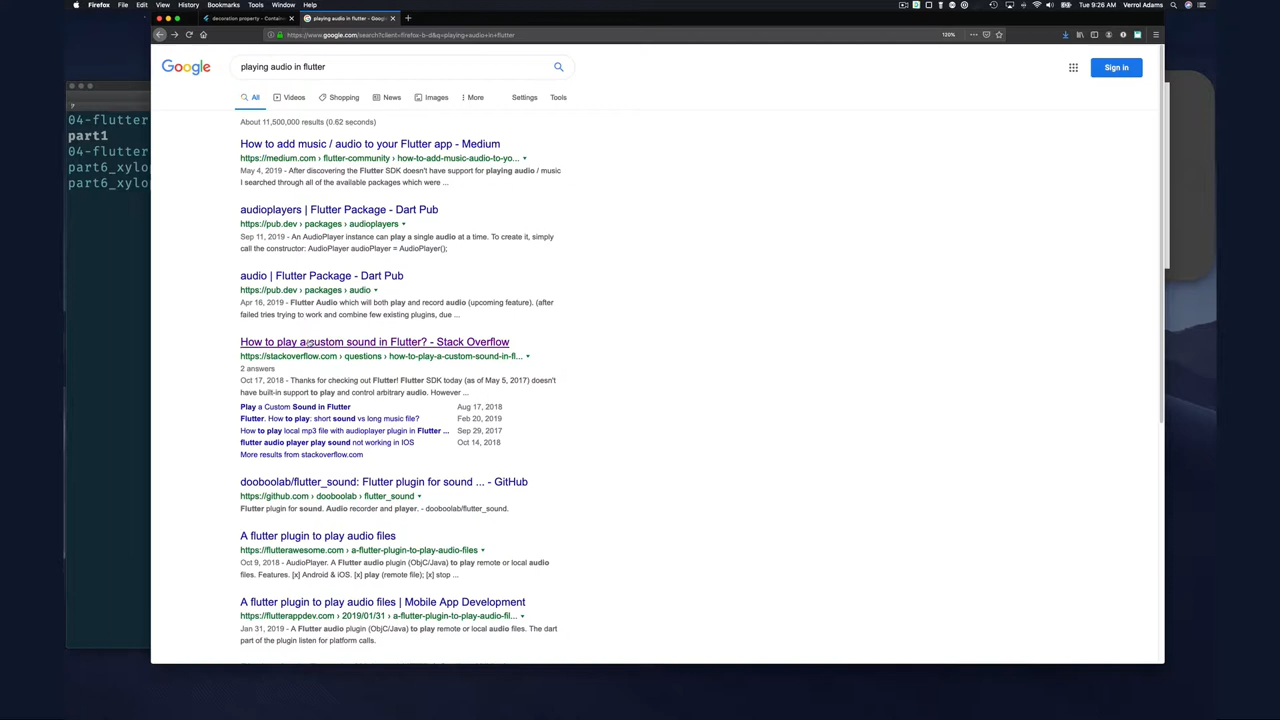 Firefox File Edit View History Bookmarks Tools Window Help
Tue 9:26 AM Verrol Adams
decoration property - Contain
playing audio in flutter - Goog
https://www.google.com/search?client=firefox-b-d&q=playing+audio+in+flutter
120%
Google
playing audio in flutter
Sign in
All Videos Shopping News Images More Settings Tools
About 11,500,000 results (0.62 seconds)
04-flutter
part1
04-flutter
part6_xylo
part6_xylo
How to add music / audio to your Flutter app - Medium
https://medium.com › flutter-community › how-to-add-music-audio-to-yo...
May 4, 2019 - After discovering the Flutter SDK doesn't have support for playing audio / music
I searched through all of the available packages which were ...
audioplayers | Flutter Package - Dart Pub
https://pub.dev › packages › audioplayers
Sep 11, 2019 - An AudioPlayer instance can play a single audio at a time. To create it, simply
call the constructor: AudioPlayer audioPlayer = AudioPlayer();
audio | Flutter Package - Dart Pub
https://pub.dev › packages › audio
Apr 16, 2019 - Flutter Audio which will both play and record audio (upcoming feature). (after
failed tries trying to work and combine few existing plugins, due ...
How to play a custom sound in Flutter? - Stack Overflow
https://stackoverflow.com › questions › how-to-play-a-custom-sound-in-fl...
2 answers
Oct 17, 2018 - Thanks for checking out Flutter! Flutter SDK today (as of May 5, 2017) doesn't
have built-in support to play and control arbitrary audio. However ...
Play a Custom Sound in Flutter Aug 17, 2018
Flutter. How to play: short sound vs long music file? Feb 20, 2019
How to play local mp3 file with audioplayer plugin in Flutter ... Sep 29, 2017
flutter audio player play sound not working in IOS Oct 14, 2018
More results from stackoverflow.com
dooboolab/flutter_sound: Flutter plugin for sound ... - GitHub
https://github.com › dooboolab › flutter_sound
Flutter plugin for sound. Audio recorder and player. - dooboolab/flutter_sound.
A flutter plugin to play audio files
https://flutterawesome.com › a-flutter-plugin-to-play-audio-files
Oct 9, 2018 - AudioPlayer. A Flutter audio plugin (ObjC/Java) to play remote or local audio
files. Features. [x] Android & iOS. [x] play (remote file); [x] stop ...
A flutter plugin to play audio files | Mobile App Development
https://flutterappdev.com › 2019/01/31 › a-flutter-plugin-to-play-audio-fil...
Jan 31, 2019 - A Flutter audio plugin (ObjC/Java) to play remote or local audio files. The dart
part of the plugin listen for platform calls.